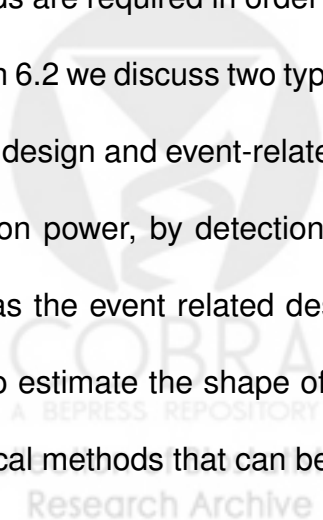 ds are required in order
6.2 we discuss two typ
design and event-relate
on power, by detection
as the event related des
COBRA
o estimate the shape of
A BEPRESS REPOSITORY
cal methods that can be
Research Archive